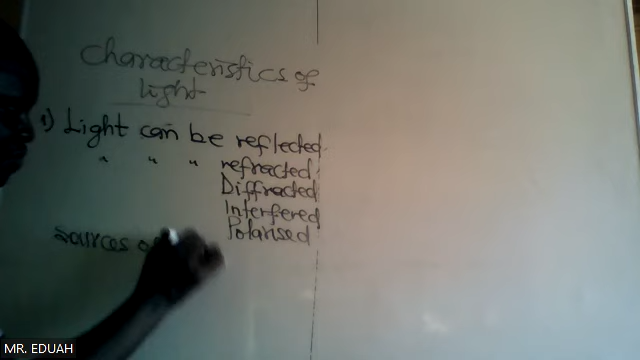 Characteristics of
light
1) Light can be reflected.
" " " refracted.
Diffracted
Interfered
Polarised
Sources
MR. EDUAH